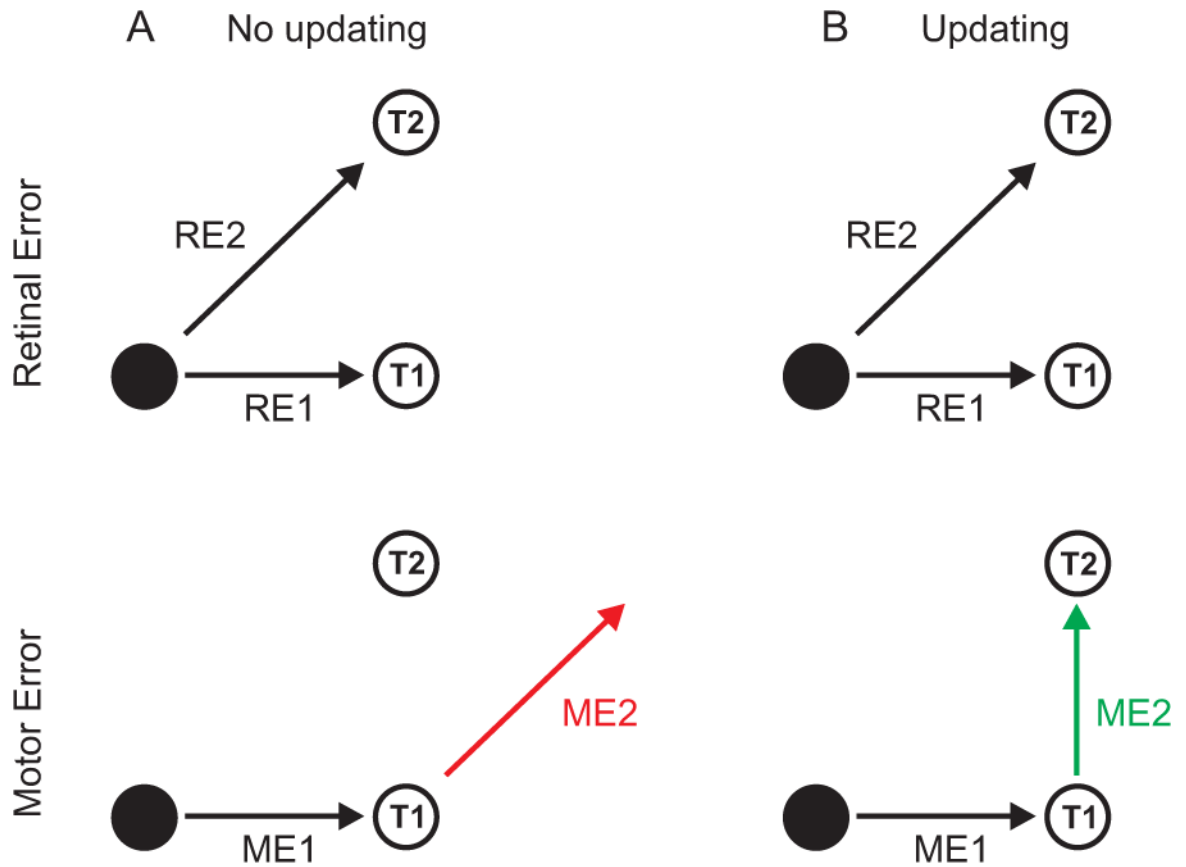 A No updating
B Updating
Retinal Error
T2
RE2
T1
RE1
T2
RE2
T1
RE1
Motor Error
T2
ME2
T1
ME1
T2
ME2
T1
ME1